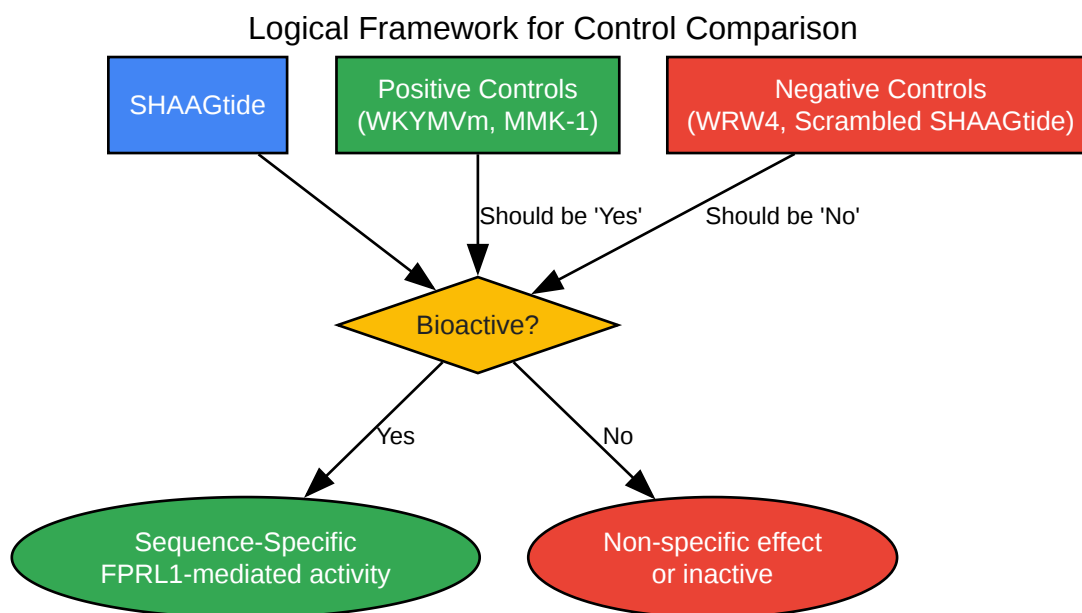 Logical Framework for Control Comparison
SHAAGtide
Positive Controls
(WKYMVm, MMK-1)
Negative Controls
(WRW4, Scrambled SHAAGtide)
Should be 'Yes'
Should be 'No'
Bioactive?
Yes
No
Sequence-Specific
FPRL1-mediated activity
Non-specific effect
or inactive